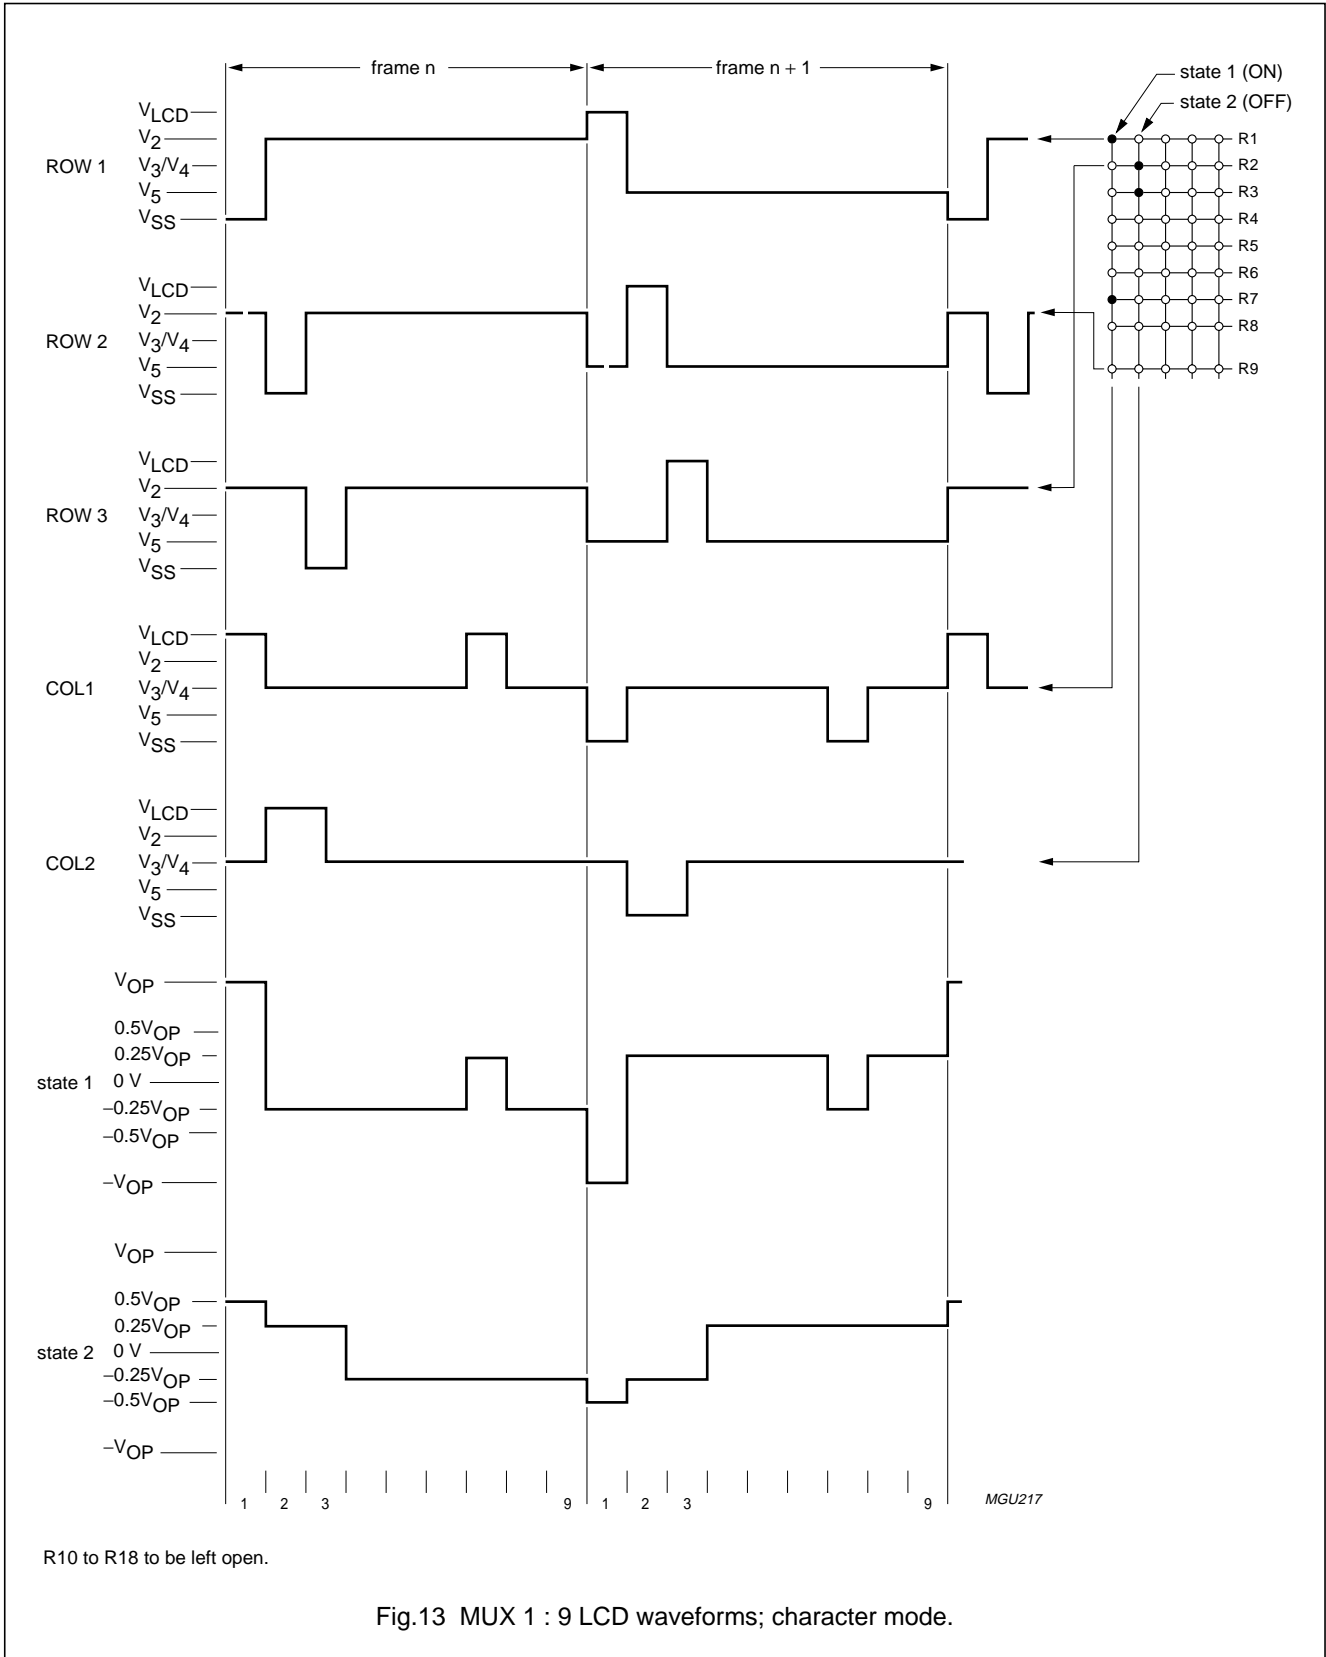 frame n
frame n + 1
state 1 (ON)
state 2 (OFF)
ROW 1
VLCD
V2
V3/V4
V5
VSS
R1
R2
R3
R4
R5
R6
R7
R8
R9
ROW 2
VLCD
V2
V3/V4
V5
VSS
ROW 3
VLCD
V2
V3/V4
V5
VSS
COL1
VLCD
V2
V3/V4
V5
VSS
COL2
VLCD
V2
V3/V4
V5
VSS
state 1
VOP
0.5VOP
0.25VOP
0 V
−0.25VOP
−0.5VOP
−VOP
state 2
VOP
0.5VOP
0.25VOP
0 V
−0.25VOP
−0.5VOP
−VOP
1 2 3 9 1 2 3 9
MGU217
R10 to R18 to be left open.
Fig.13 MUX 1 : 9 LCD waveforms; character mode.